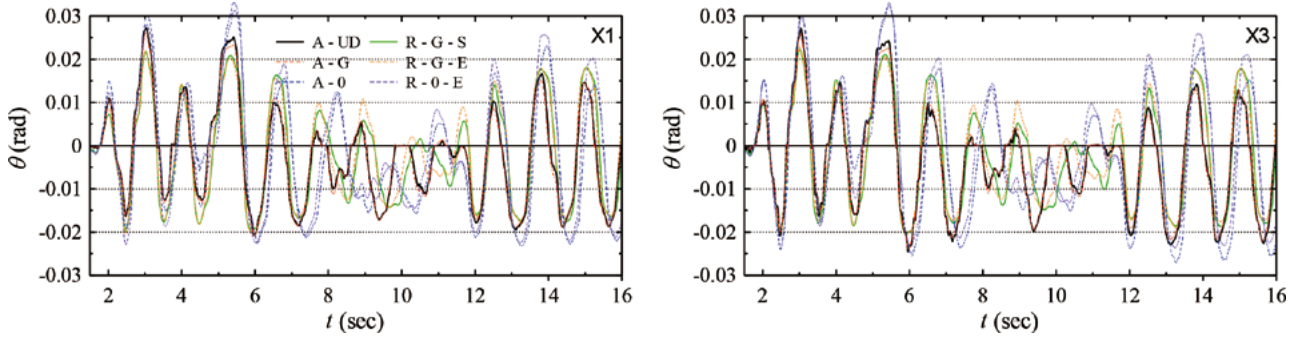 0.03
0.02
0.01
0
-0.01
-0.02
-0.03
θ (rad)
X1
A - UD
A - G
A - 0
R - G - S
R - G - E
R - 0 - E
2 4 6 8 10 12 14 16
t (sec)
0.03
0.02
0.01
0
-0.01
-0.02
-0.03
θ (rad)
X3
2 4 6 8 10 12 14 16
t (sec)